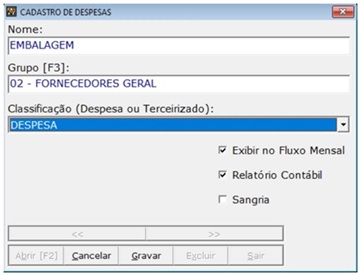 CADASTRO DE DESPESAS
Nome:
EMBALAGEM
Grupo [F3]:
02 - FORNECEDORES GERAL
Classificação (Despesa ou Terceirizado):
DESPESA
Exibir no Fluxo Mensal
Relatório Contábil
Sangria
<< >>
Abrir [F2] Cancelar Gravar Excluir Sair